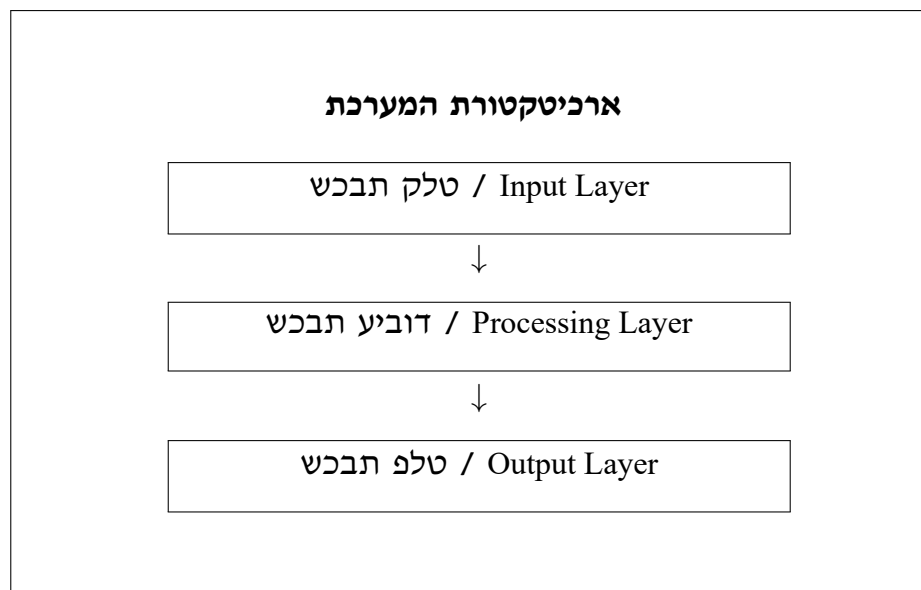 ארכיטקטורת המערכת
טלק תבכש / Input Layer
↓
דוביע תבכש / Processing Layer
↓
טלפ תבכש / Output Layer